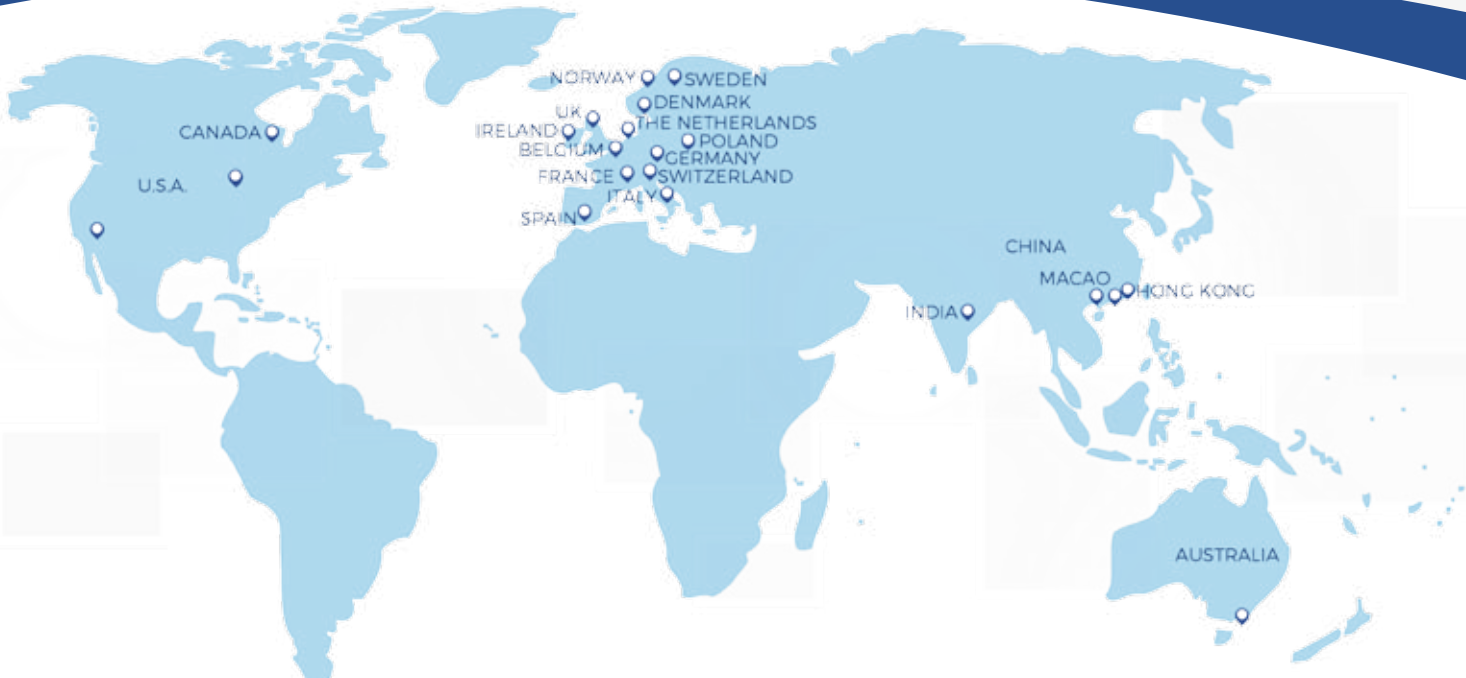 NORWAY
SWEDEN
DENMARK
UK
THE NETHERLANDS
CANADA
IRELAND
POLAND
BELGIUM
GERMANY
FRANCE
SWITZERLAND
U.S.A.
ITALY
SPAIN
CHINA
MACAO
HONG KONG
INDIA
AUSTRALIA